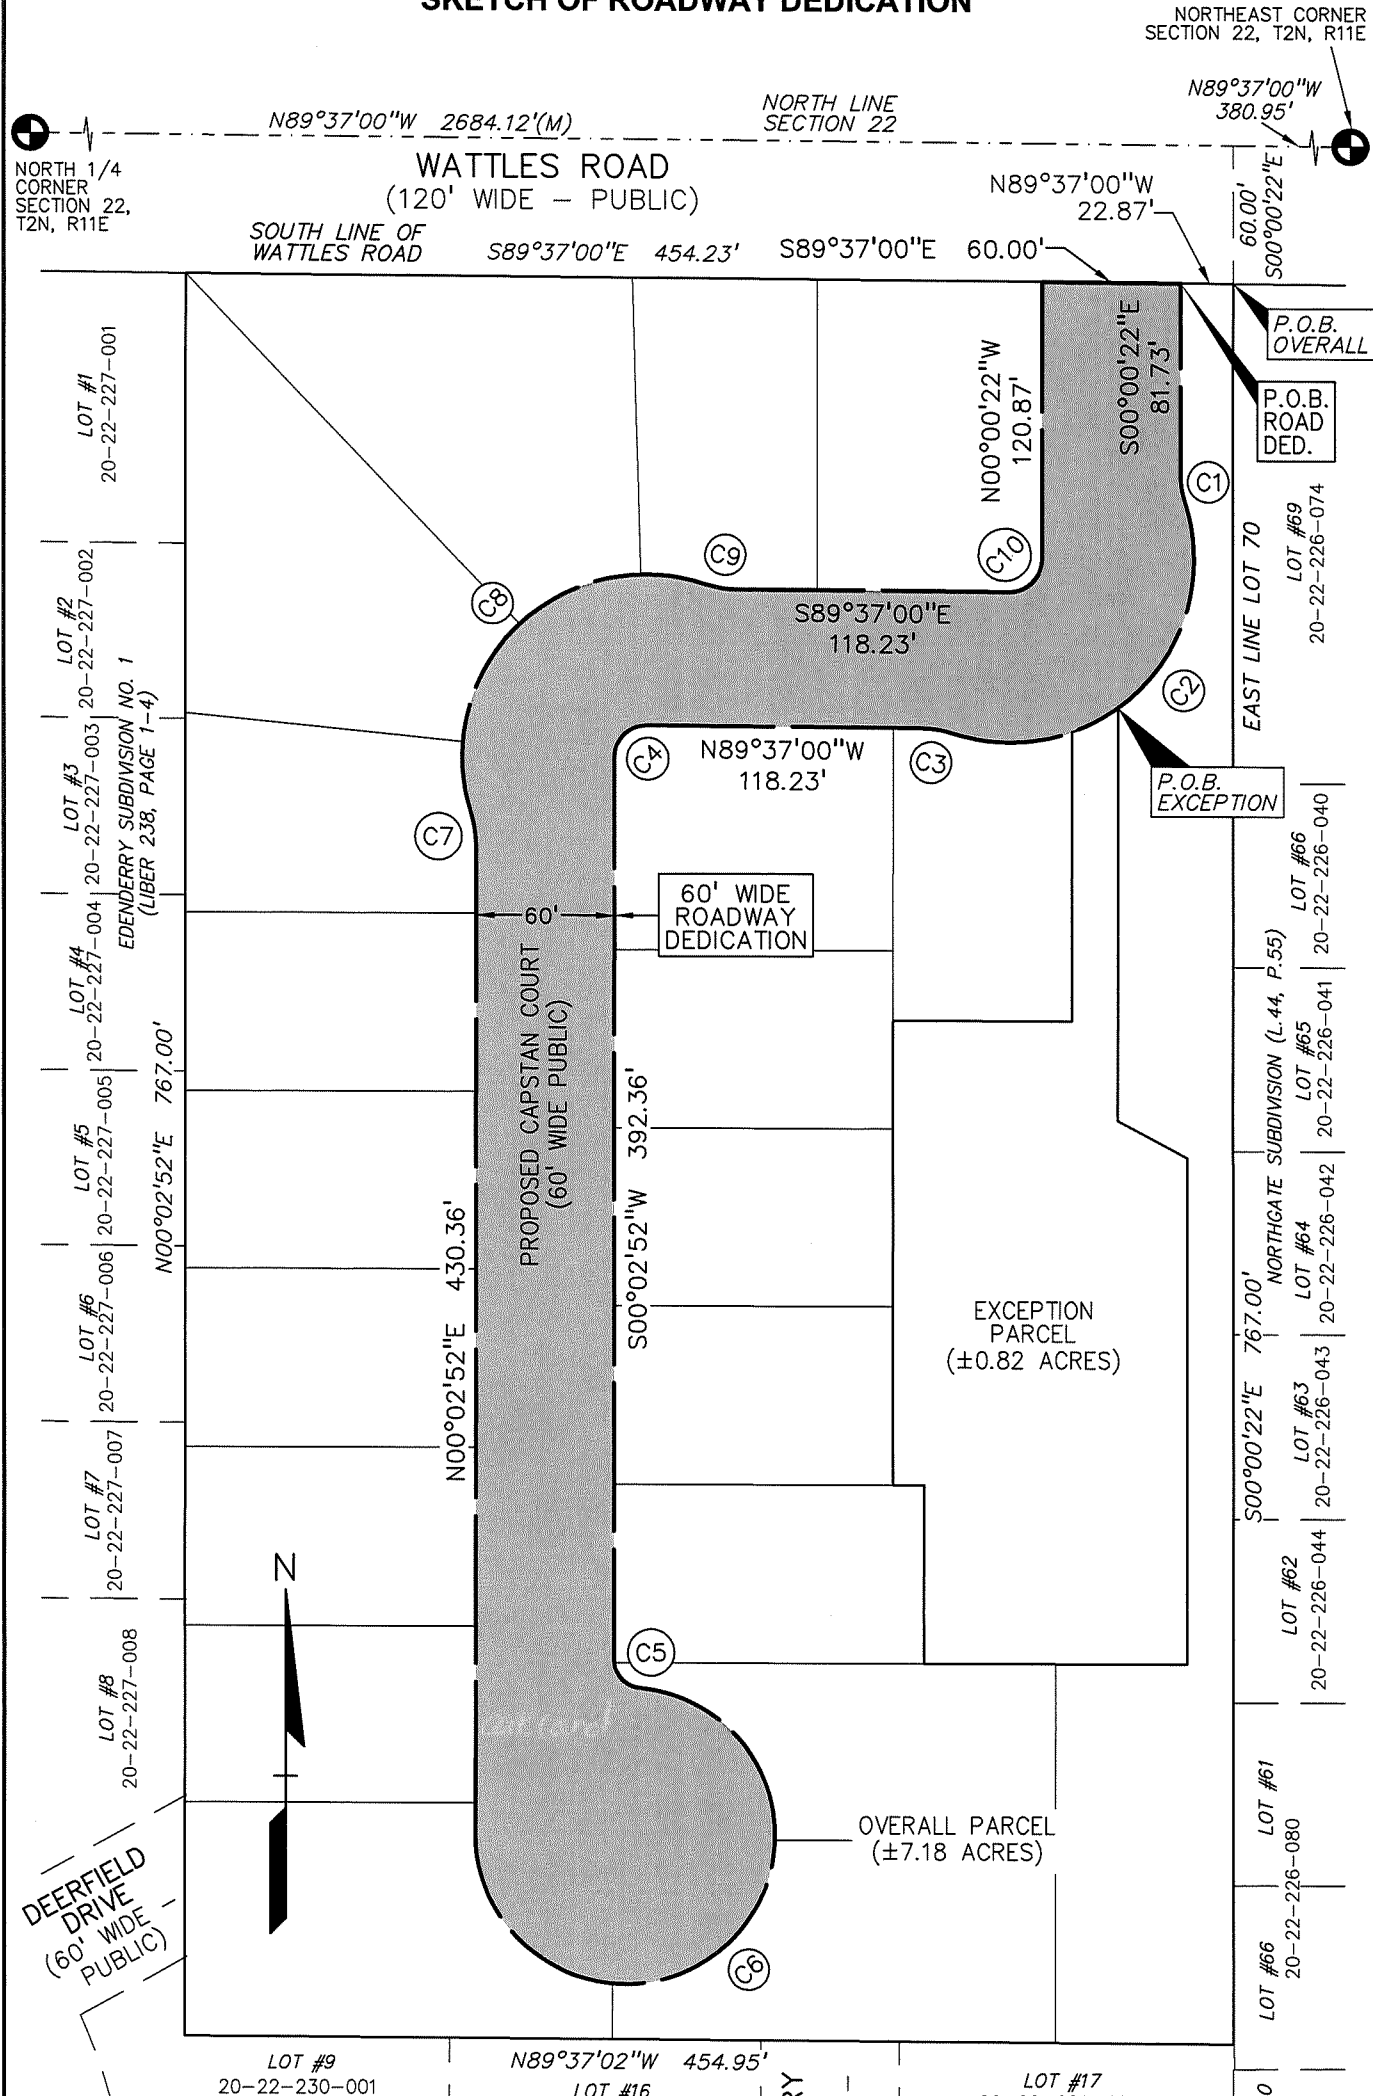 SKETCH OF ROADWAY DEDICATION
NORTHEAST CORNER
SECTION 22, T2N, R11E
N89°37'00"W
380.95'
N89°37'00"W 2684.12'(M)
NORTH LINE
SECTION 22
NORTH 1/4
CORNER
SECTION 22,
T2N, R11E
WATTLES ROAD
(120' WIDE – PUBLIC)
N89°37'00"W
22.87'
60.00'
S00°00'22"E
SOUTH LINE OF
WATTLES ROAD
S89°37'00"E 454.23'
S89°37'00"E 60.00'
P.O.B.
OVERALL
P.O.B.
ROAD
DED.
LOT #1
20-22-227-001
N00°00'22"W
120.87'
S00°00'22"E
81.73'
C1
EAST LINE LOT 70
LOT #69
20-22-226-074
LOT #2
20-22-227-002
C9
C10
C8
S89°37'00"E
118.23'
C2
EDENDERRY SUBDIVISION NO. 1
(LIBER 238, PAGE 1-4)
LOT #3
20-22-227-003
C4
N89°37'00"W
118.23'
C3
P.O.B.
EXCEPTION
C7
LOT #66
20-22-226-040
60'
60' WIDE
ROADWAY
DEDICATION
LOT #4
20-22-227-004
PROPOSED CAPSTAN COURT
(60' WIDE PUBLIC)
NORTHGATE SUBDIVISION (L.44, P.55)
LOT #65
20-22-226-041
N00°02'52"E 767.00'
LOT #5
20-22-227-005
S00°02'52"W 392.36'
LOT #64
20-22-226-042
LOT #6
20-22-227-006
N00°02'52"E 430.36'
EXCEPTION
PARCEL
(±0.82 ACRES)
S00°00'22"E 767.00'
LOT #63
20-22-226-043
LOT #7
20-22-227-007
LOT #62
20-22-226-044
N
C5
LOT #8
20-22-227-008
OVERALL PARCEL
(±7.18 ACRES)
LOT #61
20-22-226-080
LOT #66
DEERFIELD
DRIVE
(60' WIDE
PUBLIC)
C6
LOT #9
20-22-230-001
N89°37'02"W 454.95'
LOT #16
RY
LOT #17
0